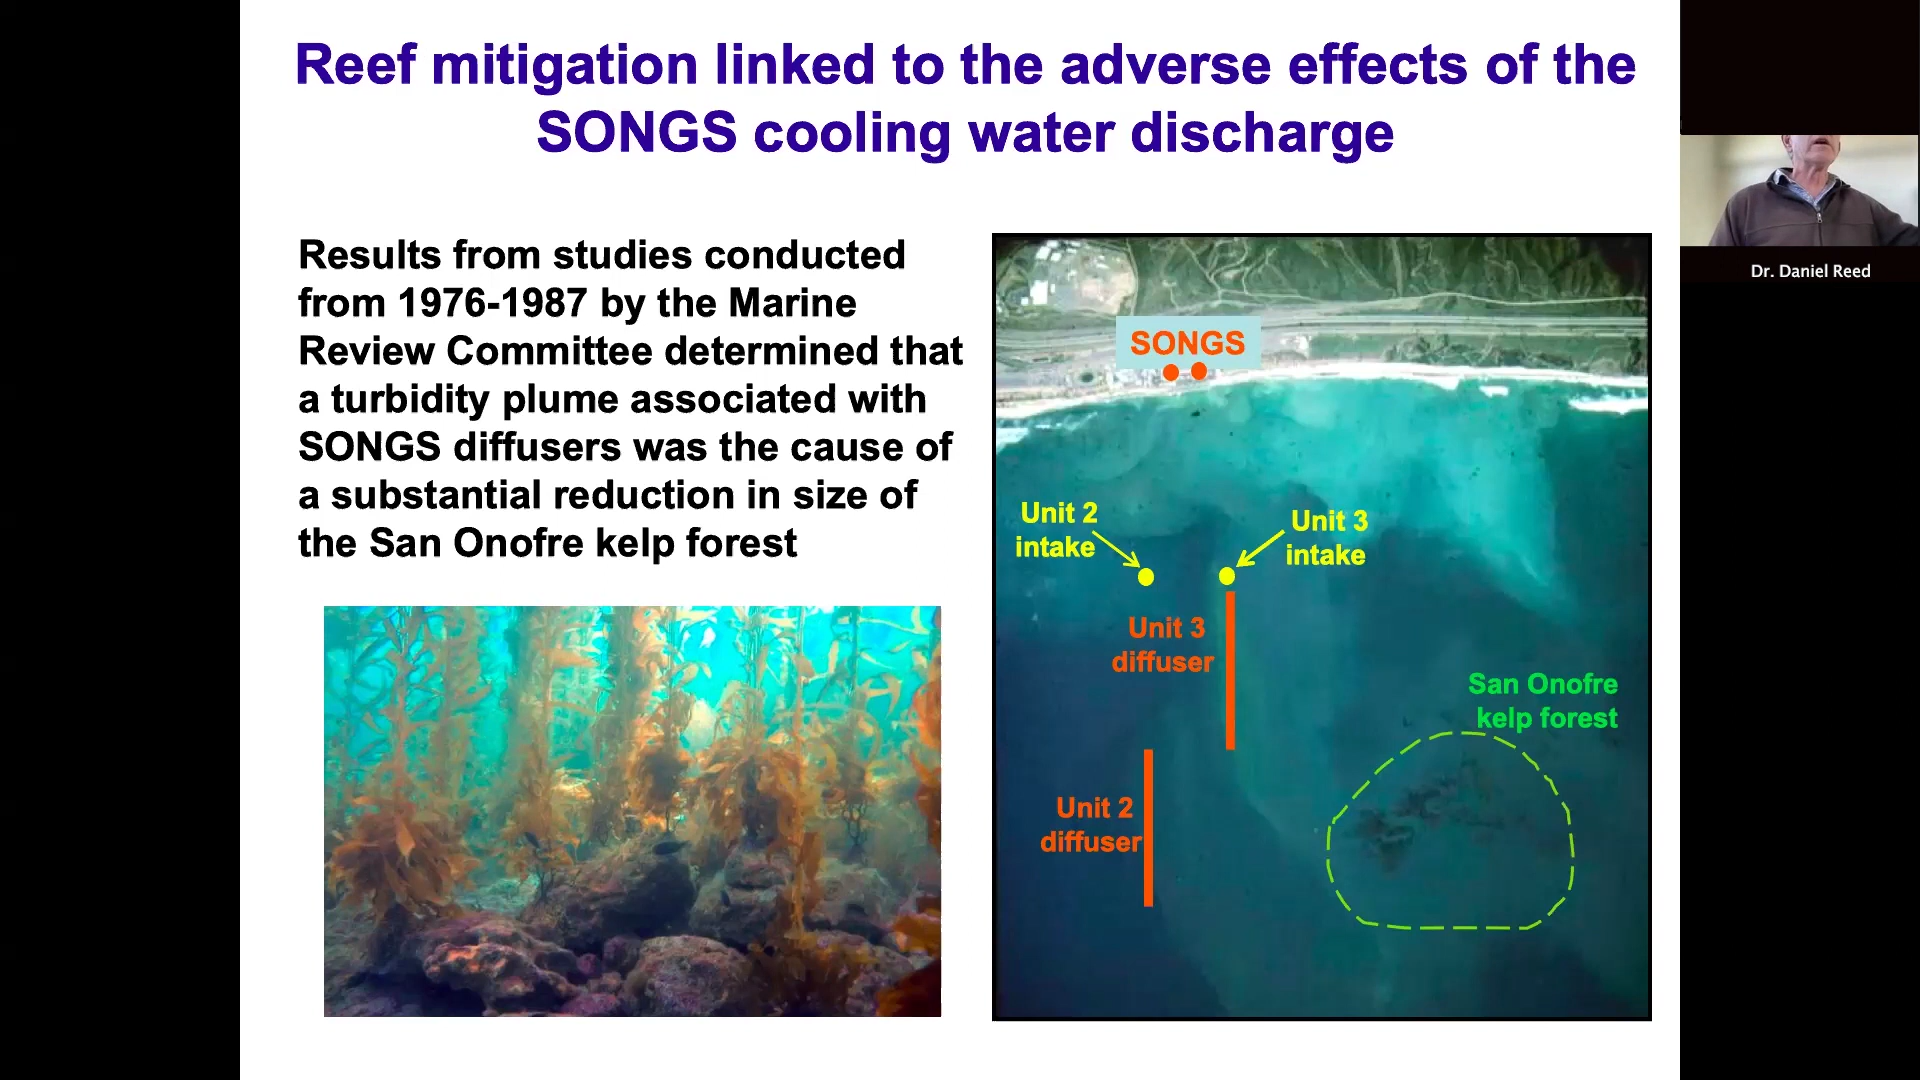 Reef mitigation linked to the adverse effects of the
SONGS cooling water discharge
Results from studies conducted
from 1976-1987 by the Marine
Review Committee determined that
a turbidity plume associated with
SONGS diffusers was the cause of
a substantial reduction in size of
the San Onofre kelp forest
SONGS
Unit 2
intake
Unit 3
intake
Unit 3
diffuser
San Onofre
kelp forest
Unit 2
diffuser
Dr. Daniel Reed